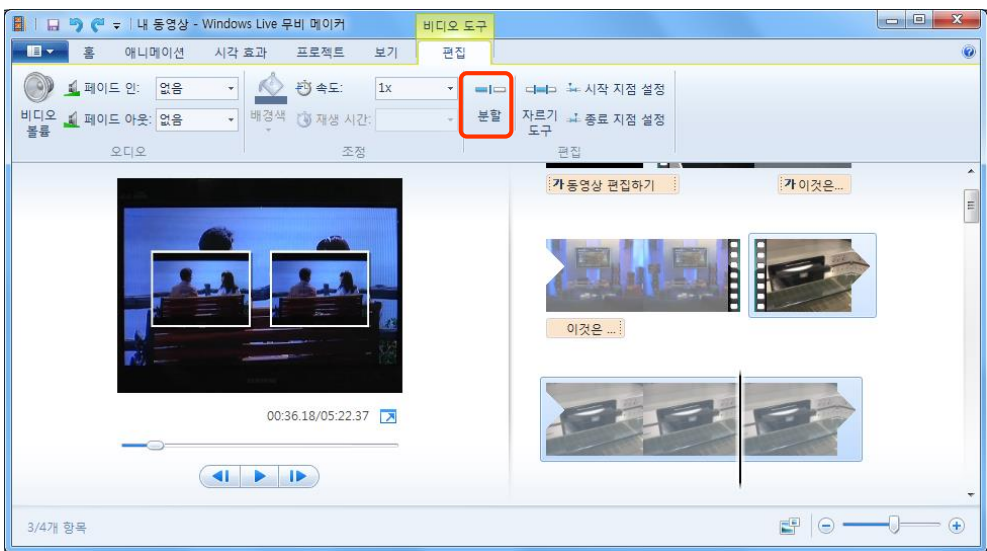 내 동영상 - Windows Live 무비 메이커
비디오 도구
홈 애니메이션 시각 효과 프로젝트 보기 편집
페이드 인: 없음 속도: 1x 시작 지점 설정
비디오 볼륨 페이드 아웃: 없음 배경색 재생 시간: 분할 자르기 도구 종료 지점 설정
오디오 조정 편집
가 동영상 편집하기 가 이것은...
이것은 ...
00:36.18/05:22.37
3/4개 항목